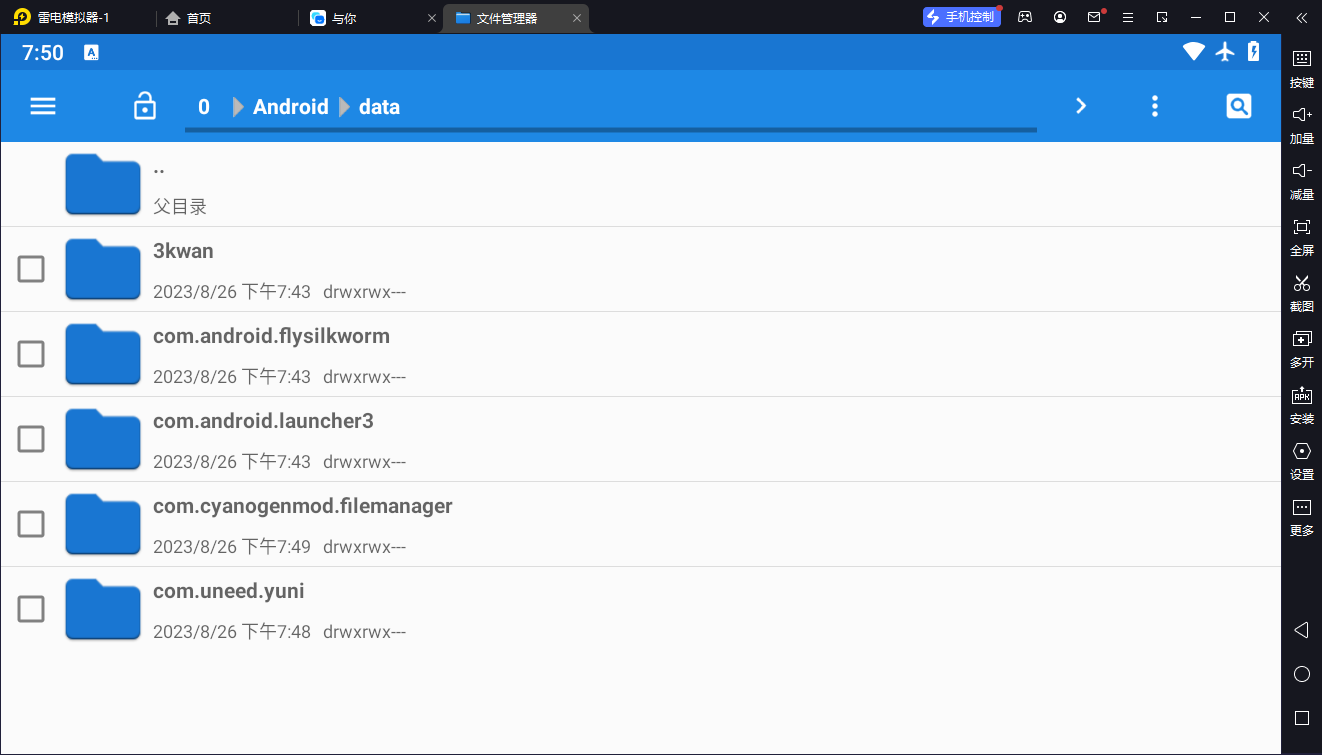 雷电模拟器-1
首页
与你
文件管理器
手机控制
7:50
A
0 Android data
..
父目录
3kwan
2023/8/26 下午7:43 drwxrwx---
com.android.flysilkworm
2023/8/26 下午7:43 drwxrwx---
com.android.launcher3
2023/8/26 下午7:43 drwxrwx---
com.cyanogenmod.filemanager
2023/8/26 下午7:49 drwxrwx---
com.uneed.yuni
2023/8/26 下午7:48 drwxrwx---
按键
加量
减量
全屏
截图
多开
APK
安装
设置
更多